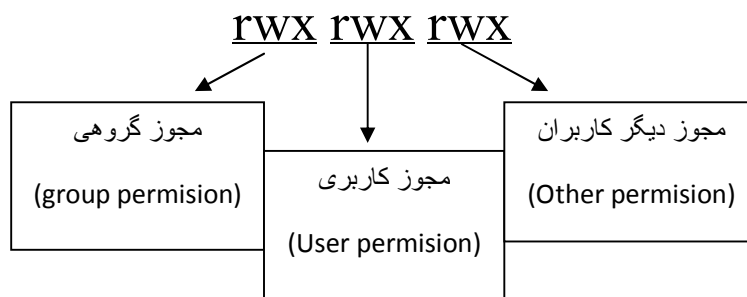 rwx rwx rwx
مجوز گروهی
(group permision)
مجوز کاربری
(User permision)
مجوز دیگر کاربران
(Other permision)